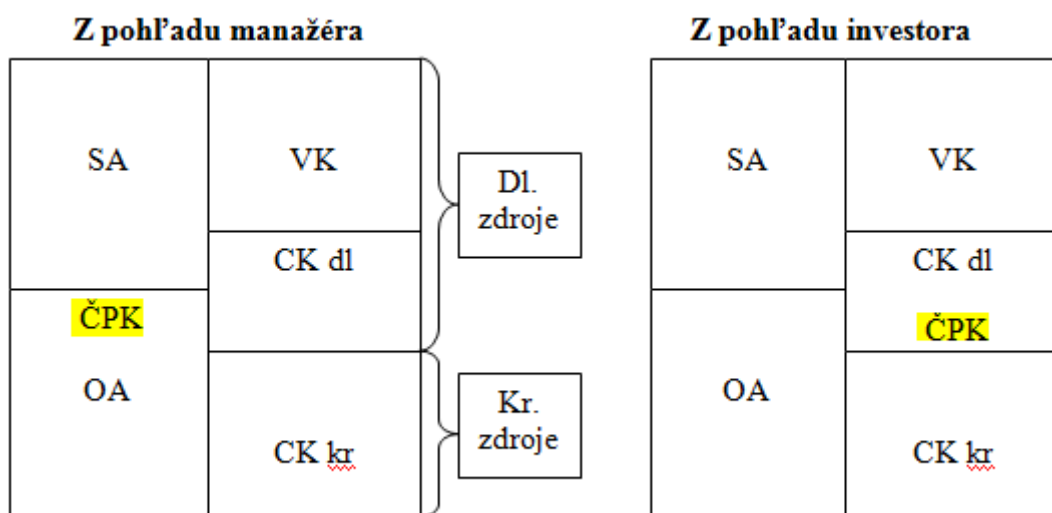 Z pohľadu manažéra
SA
VK
Dl.
zdroje
CK dl
ČPK
OA
Kr.
zdroje
CK kr
Z pohľadu investora
SA
VK
CK dl
ČPK
OA
CK kr